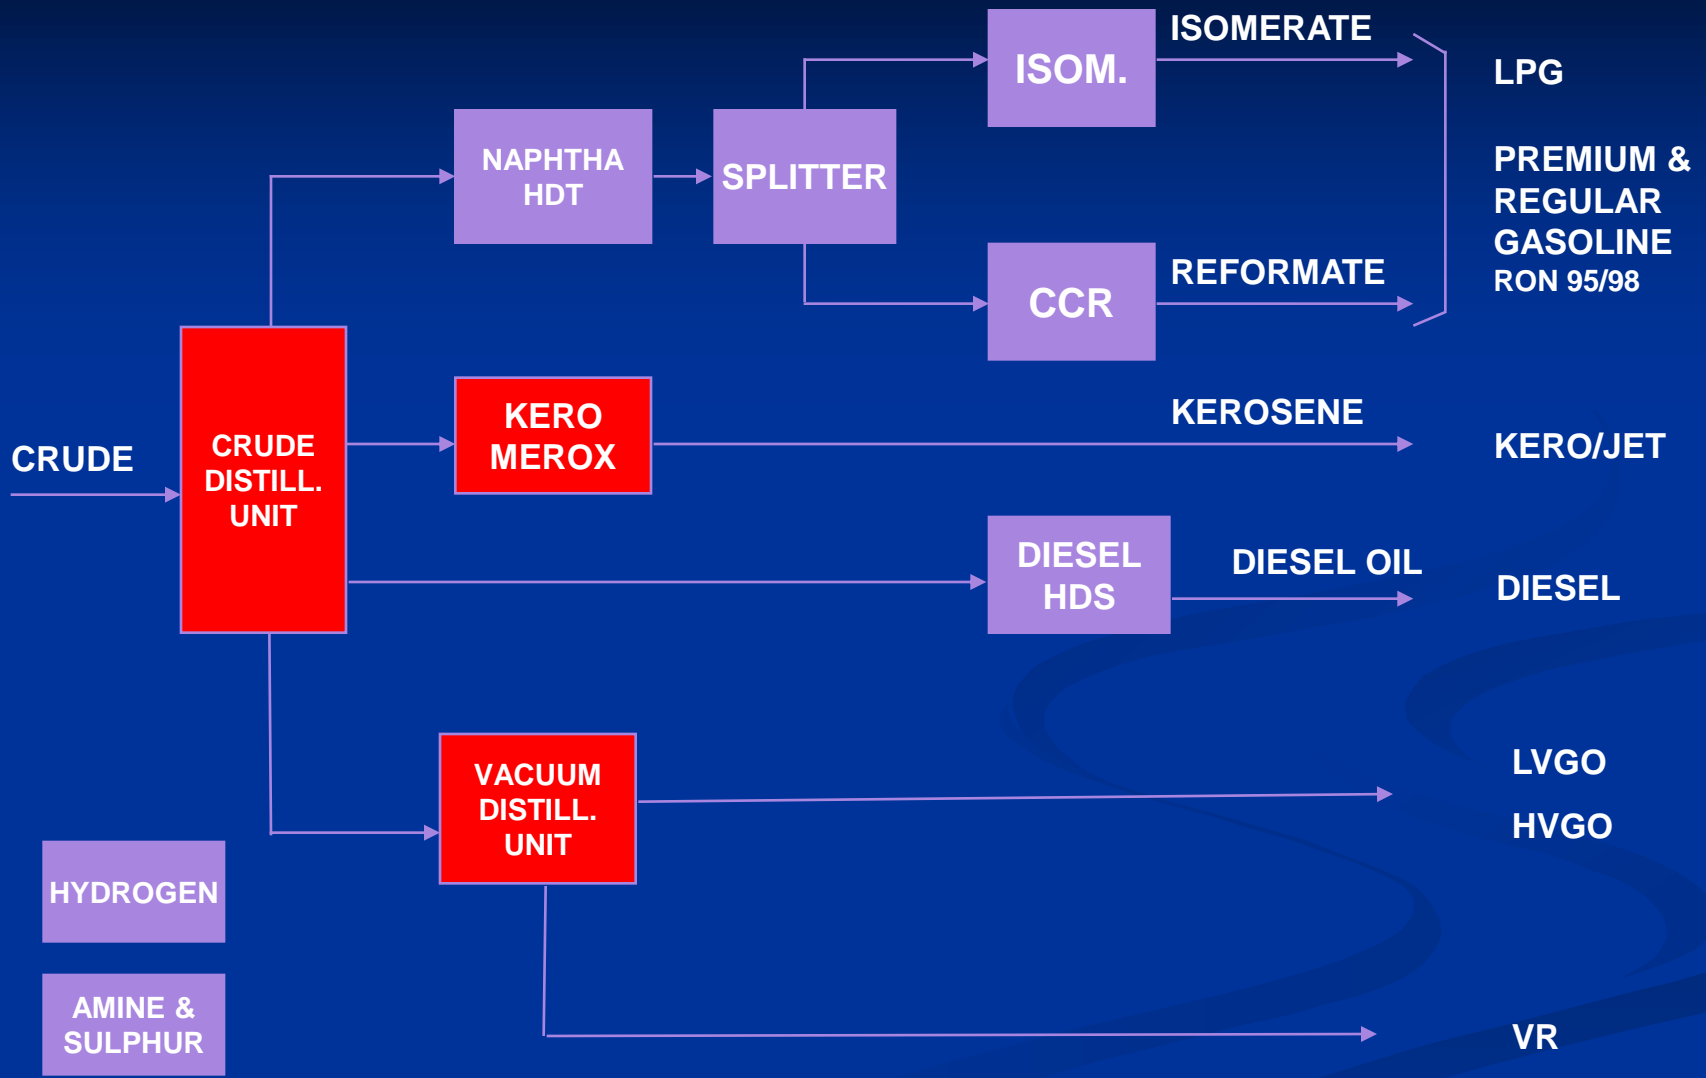 ISOMERATE
ISOM.
LPG
NAPHTHA
HDT
SPLITTER
PREMIUM &
REGULAR
GASOLINE
RON 95/98
REFORMATE
CCR
CRUDE
CRUDE
DISTILL.
UNIT
KERO
MEROX
KEROSENE
KERO/JET
DIESEL
HDS
DIESEL OIL
DIESEL
VACUUM
DISTILL.
UNIT
LVGO
HVGO
HYDROGEN
AMINE &
SULPHUR
VR